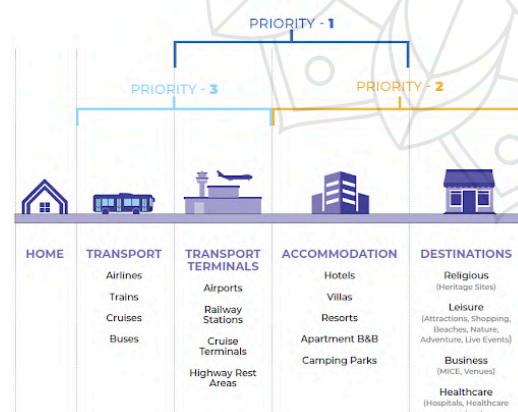 PRIORITY - 1
PRIORITY - 3
PRIORITY - 2
HOME
TRANSPORT
Airlines
Trains
Cruises
Buses
TRANSPORT
TERMINALS
Airports
Railway
Stations
Cruise
Terminals
Highway Rest
Areas
ACCOMMODATION
Hotels
Villas
Resorts
Apartment B&B
Camping Parks
DESTINATIONS
Religious
(Heritage Sites)
Leisure
(Attractions, Shopping,
Beaches, Nature,
Adventure, Live Events)
Business
(MICE, Venues)
Healthcare
(Hospitals, Healthcare